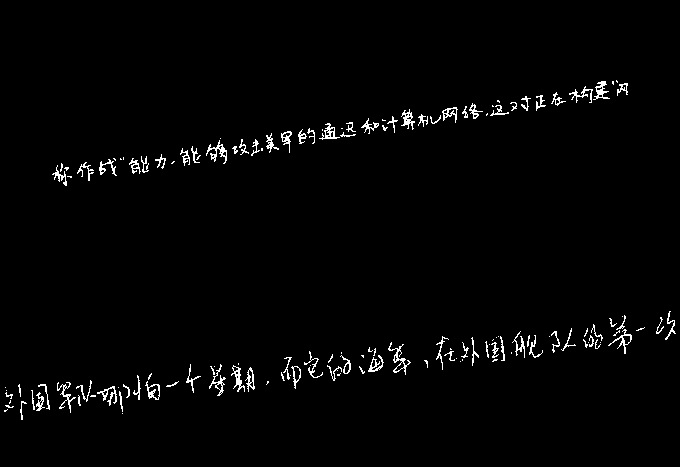 称作战“能力,能够攻击美军的通迅和计算机网络.这对正在构建“网
外国军队哪怕一个星期,而它的海军,在外国舰队的第一次